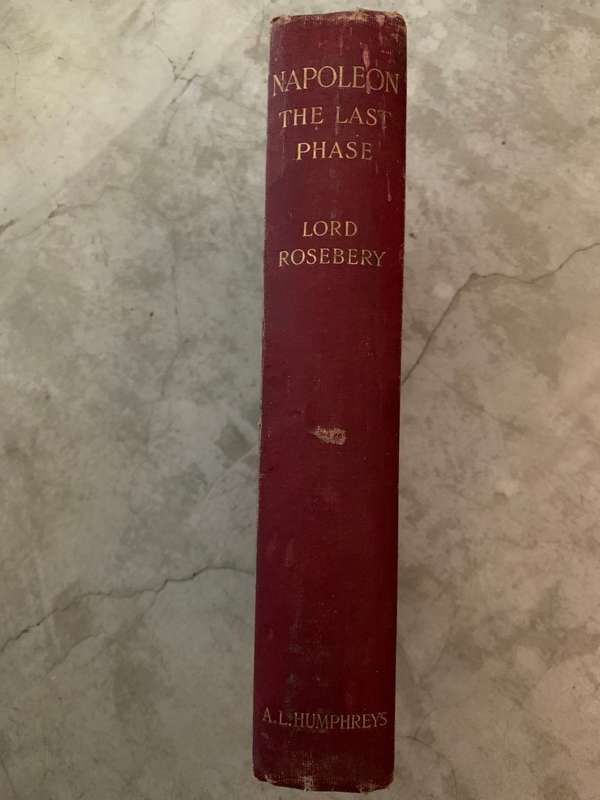 NAPOLEON
THE LAST
PHASE
LORD
ROSEBERY
A.L.HUMPHREYS